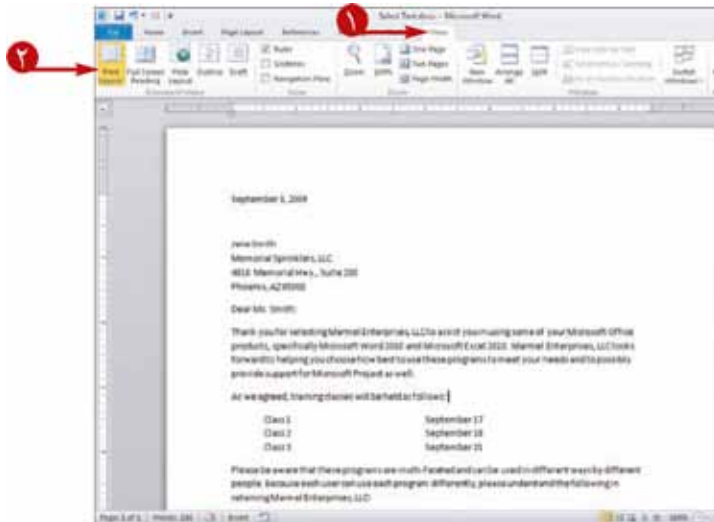 Select Text.docx - Microsoft Word
١
File Home Insert Page Layout References View
٢
Print Layout Full Screen Reading Web Layout Outline Draft
Ruler
Gridlines
Navigation Pane
Zoom 100%
One Page
Two Pages
Page Width
New Window Arrange All Split
Switch Windows
Document Views Show Zoom Window
September 3, 2009
Jane Smith
Memorial Sprinklers, LLC
Memorial Hwy., Suite 200
Phoenix, AZ
Dear Ms. Smith:
Thank you for selecting Marmel Enterprises, LLC to assist you in using some of your Microsoft Office
products, specifically Microsoft Word 2010 and Microsoft Excel 2010. Marmel Enterprises, LLC looks
forward to helping you choose how best to use these programs to meet your needs and to possibly
provide support for Microsoft Project as well.
As we agreed, training classes will be held as follows:
Class 1 September 17
Class 2 September 18
Class 3 September 21
Please be aware that these programs are multi-faceted and can be used in different ways by different
people. Because each user can use each program differently, please understand the following in
retaining Marmel Enterprises, LLC:
Page 1 of 1 Insert